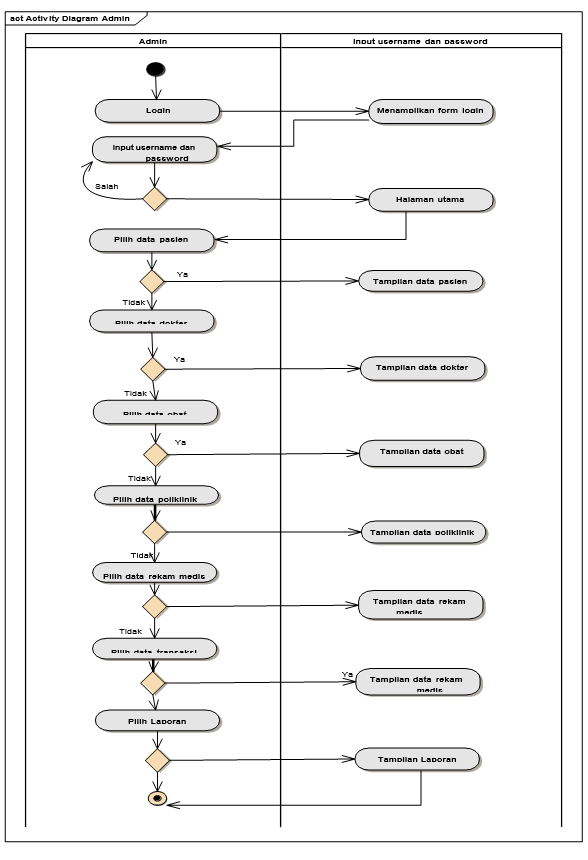 act Activity Diagram Admin
Admin
Input username dan password
Login
Menampilkan form login
Input username dan
password
Salah
Halaman utama
Pilih data pasien
Ya
Tampilan data pasien
Tidak
Pilih data dokter
Ya
Tampilan data dokter
Tidak
Pilih data obat
Ya
Tampilan data obat
Tidak
Pilih data poliklinik
Tampilan data poliklinik
Tidak
Pilih data rekam medis
Tampilan data rekam
medis
Tidak
Pilih data transaksi
Ya
Tampilan data rekam
medis
Pilih Laporan
Tampilan Laporan